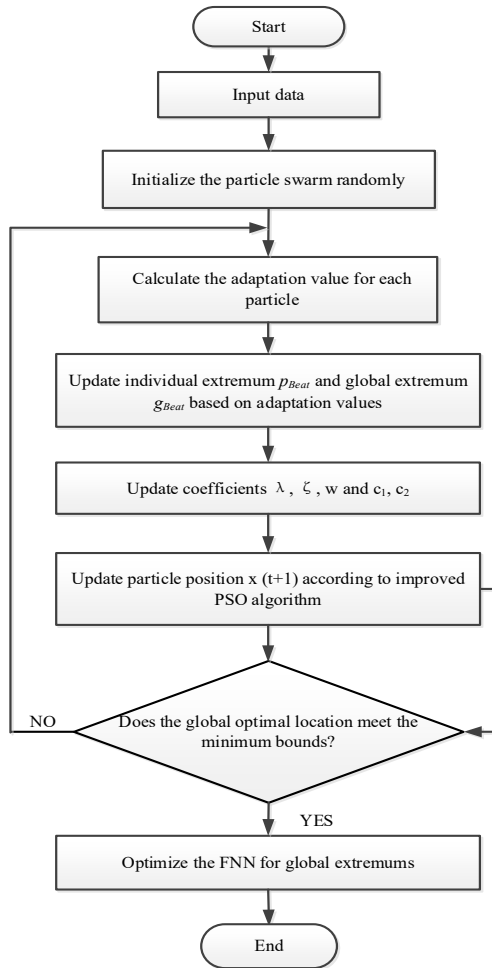 Start
Input data
Initialize the particle swarm randomly
Calculate the adaptation value for each
particle
Update individual extremum pBeat and global extremum
gBeat based on adaptation values
Update coefficients λ, ζ, w and c₁, c₂
Update particle position x (t+1) according to improved
PSO algorithm
Does the global optimal location meet the
minimum bounds?
NO
YES
Optimize the FNN for global extremums
End